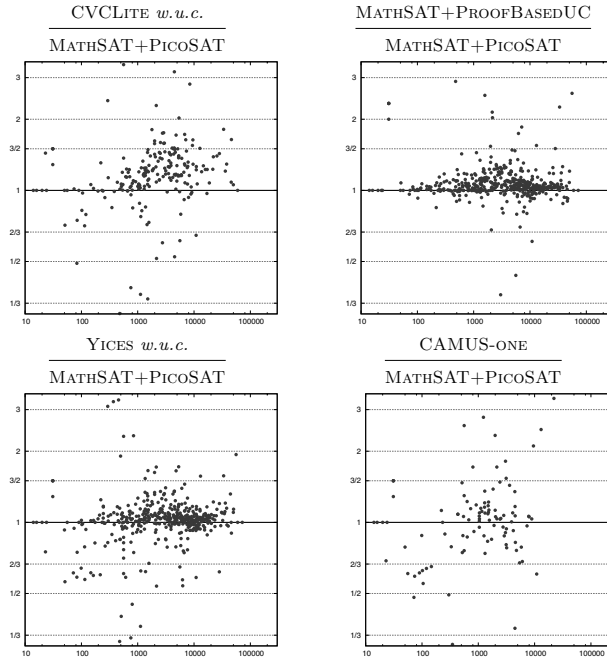 CVCLITE w.u.c.
MATHSAT+PICOSAT
3
2
3/2
1
2/3
1/2
1/3
10 100 1000 10000 100000
MATHSAT+PROOFBASEDUC
MATHSAT+PICOSAT
3
2
3/2
1
2/3
1/2
1/3
10 100 1000 10000 100000
YICES w.u.c.
MATHSAT+PICOSAT
3
2
3/2
1
2/3
1/2
1/3
10 100 1000 10000 100000
CAMUS-ONE
MATHSAT+PICOSAT
3
2
3/2
1
2/3
1/2
1/3
10 100 1000 10000 100000